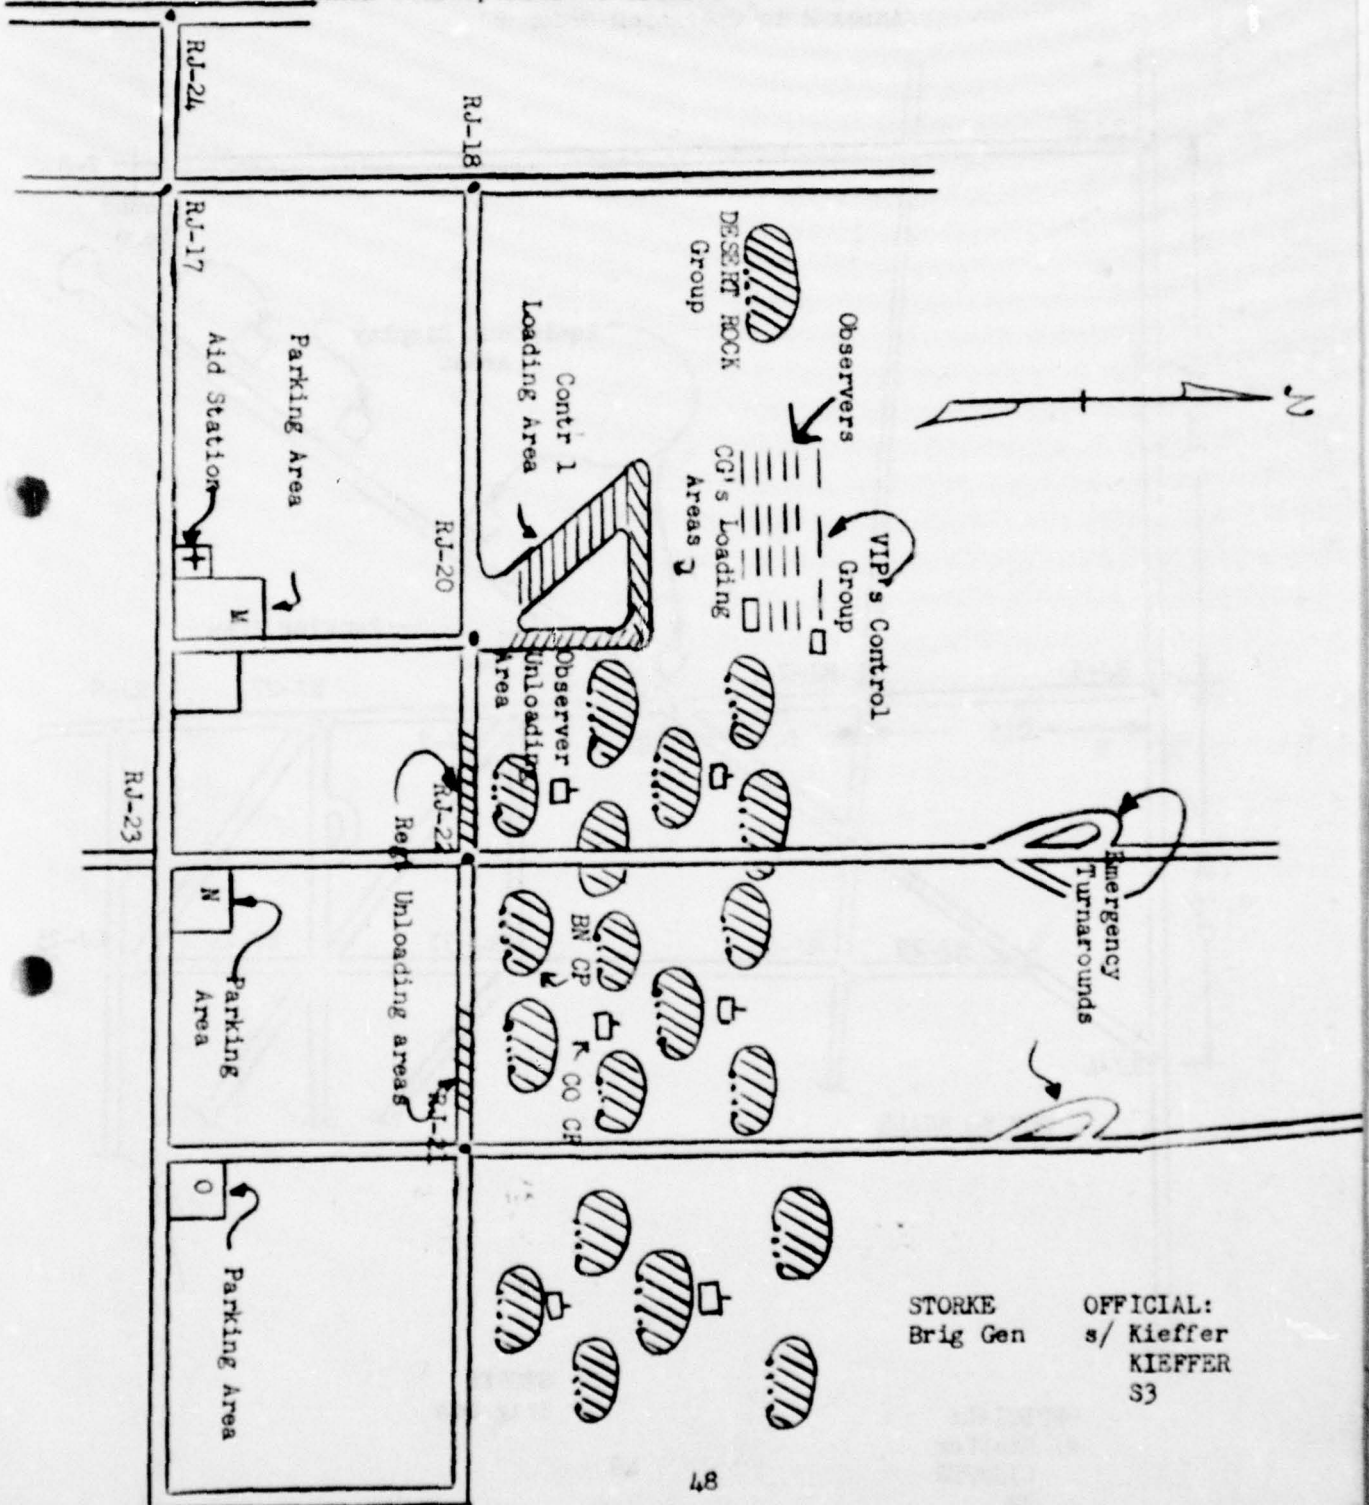 RJ-24
RJ-18
RJ-17
DESERT ROCK
Group
Observers
N
VIP's Control
Group
CG's Loading
Areas
Contr l
Loading Area
Parking Area
Aid Station
RJ-20
M
Observer
Unloading
Area
RJ-22
RJ-23
Regt Unloading areas
Emergency
Turnarounds
N
Parking
Area
BN CP
CO CP
RJ-21
O
Parking Area
STORKE
Brig Gen
OFFICIAL:
s/ Kieffer
KIEFFER
S3
48